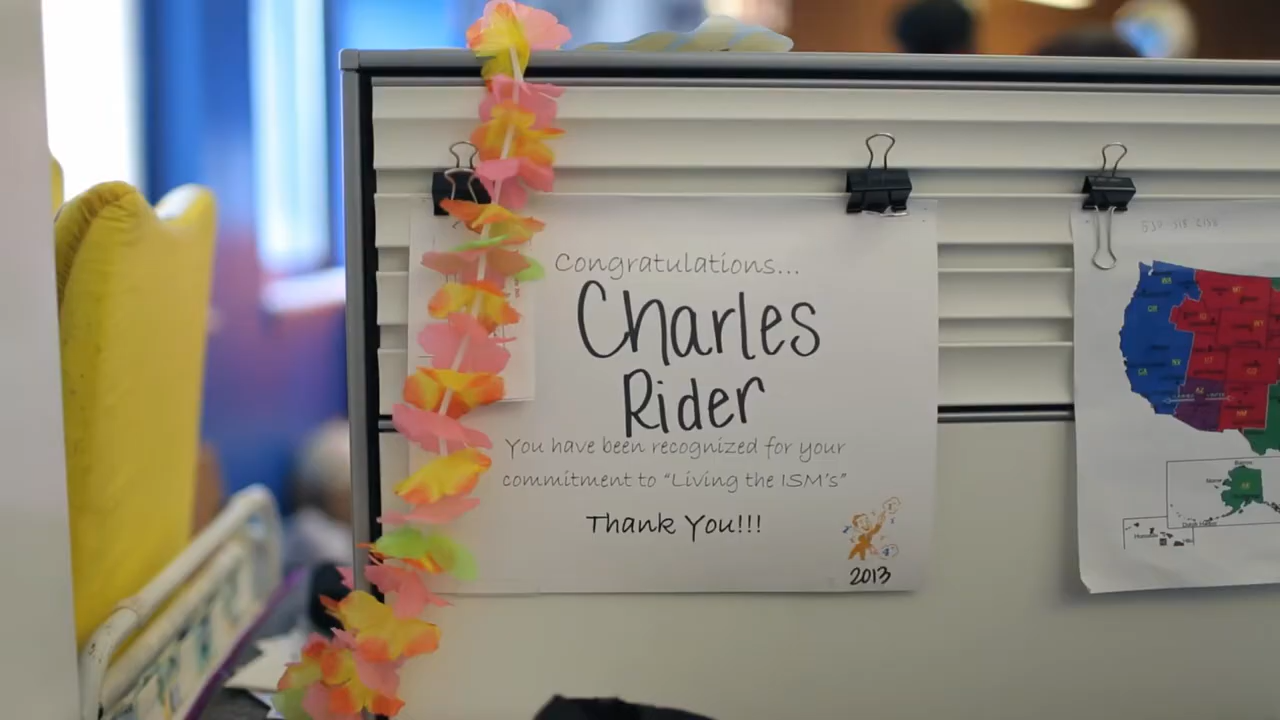 Congratulations...
Charles
Rider
You have been recognized for your
commitment to “Living the ISM's”
Thank You!!!
2013